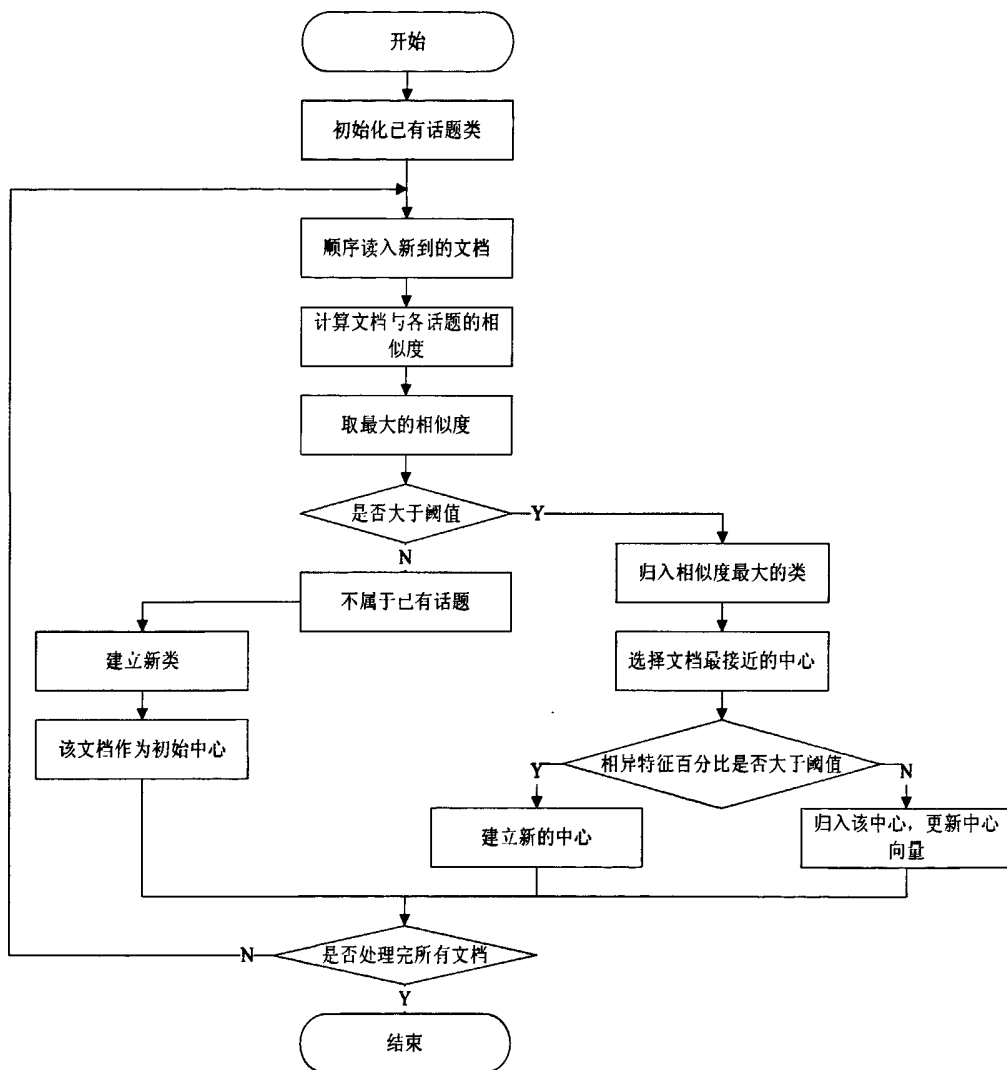 开始
初始化已有话题类
顺序读入新到的文档
计算文档与各话题的相
似度
取最大的相似度
是否大于阈值
Y
N
归入相似度最大的类
不属于已有话题
建立新类
选择文档最接近的中心
该文档作为初始中心
Y
相异特征百分比是否大于阈值
N
建立新的中心
归入该中心，更新中心
向量
N
是否处理完所有文档
Y
结束